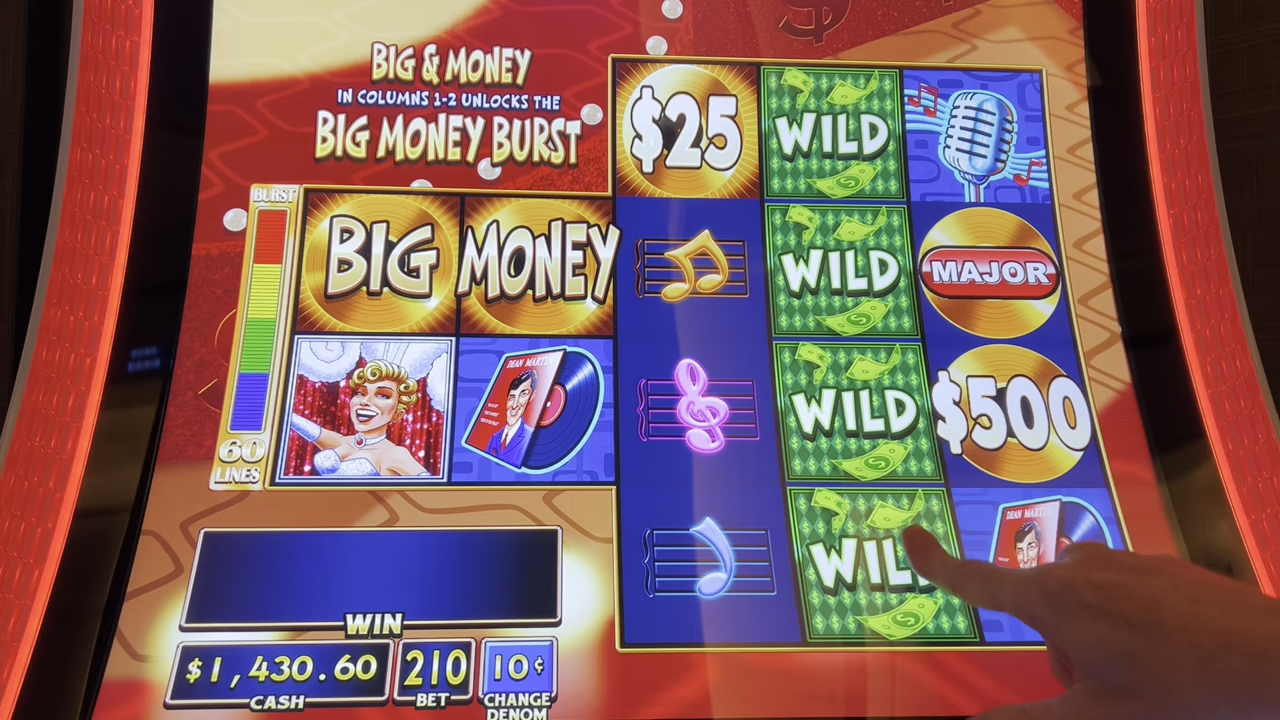 BIG & MONEY
IN COLUMNS 1-2 UNLOCKS THE
BIG MONEY BURST
$25
WILD
BURST
BIG
MONEY
WILD
MAJOR
DEAN MARTIN
WILD
$500
60
LINES
WIL
DEAN MARTIN
WIN
$1,430.60
CASH
210
BET
10¢
CHANGE
DENOM